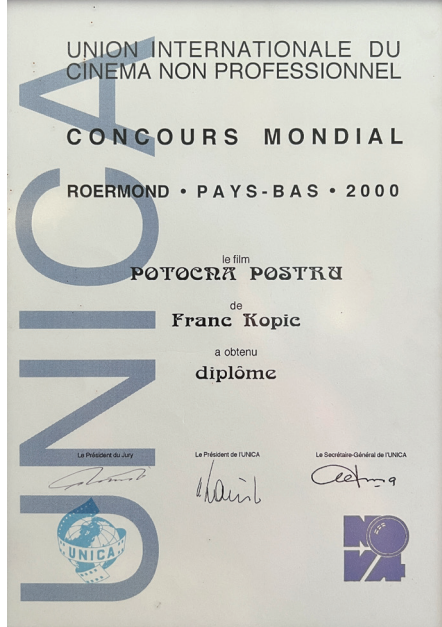 UNICA
UNION INTERNATIONALE DU
CINEMA NON PROFESSIONNEL
CONCOURS MONDIAL
ROERMOND • PAYS-BAS • 2000
le film
POTOCNA POSTRU
de
Franc Kopic
a obtenu
diplôme
Le Président du Jury
Le Président de l'UNICA
Le Secrétaire-Général de l'UNICA
UNICA
NOVA